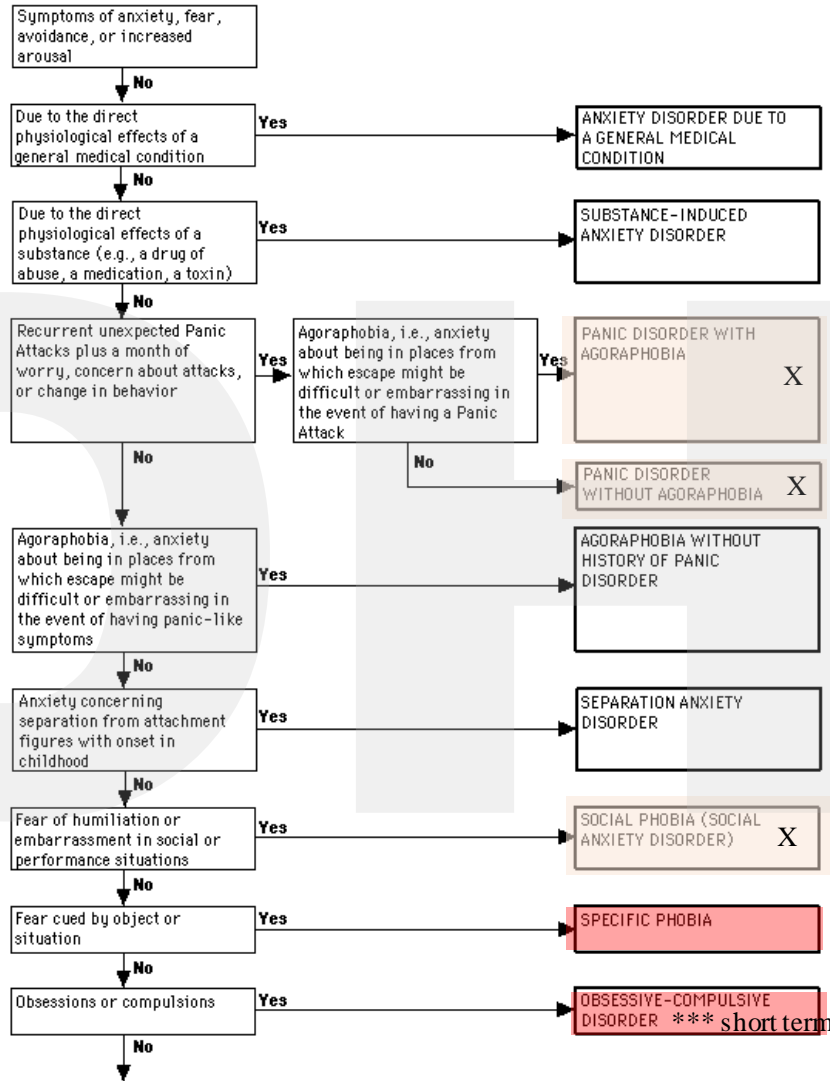 Symptoms of anxiety, fear,
avoidance, or increased
arousal
No
Due to the direct
physiological effects of a
general medical condition
Yes
ANXIETY DISORDER DUE TO
A GENERAL MEDICAL
CONDITION
No
Due to the direct
physiological effects of a
substance (e.g., a drug of
abuse, a medication, a toxin)
Yes
SUBSTANCE-INDUCED
ANXIETY DISORDER
No
Recurrent unexpected Panic
Attacks plus a month of
worry, concern about attacks,
or change in behavior
Yes
Agoraphobia, i.e., anxiety
about being in places from
which escape might be
difficult or embarrassing in
the event of having a Panic
Attack
Yes
PANIC DISORDER WITH
AGORAPHOBIA
X
No
PANIC DISORDER
WITHOUT AGORAPHOBIA
X
No
Agoraphobia, i.e., anxiety
about being in places from
which escape might be
difficult or embarrassing in
the event of having panic-like
symptoms
Yes
AGORAPHOBIA WITHOUT
HISTORY OF PANIC
DISORDER
No
Anxiety concerning
separation from attachment
figures with onset in
childhood
Yes
SEPARATION ANXIETY
DISORDER
No
Fear of humiliation or
embarrassment in social or
performance situations
Yes
SOCIAL PHOBIA (SOCIAL
ANXIETY DISORDER)
X
No
Fear cued by object or
situation
Yes
SPECIFIC PHOBIA
No
Obsessions or compulsions
Yes
OBSESSIVE-COMPULSIVE
DISORDER *** short term
No